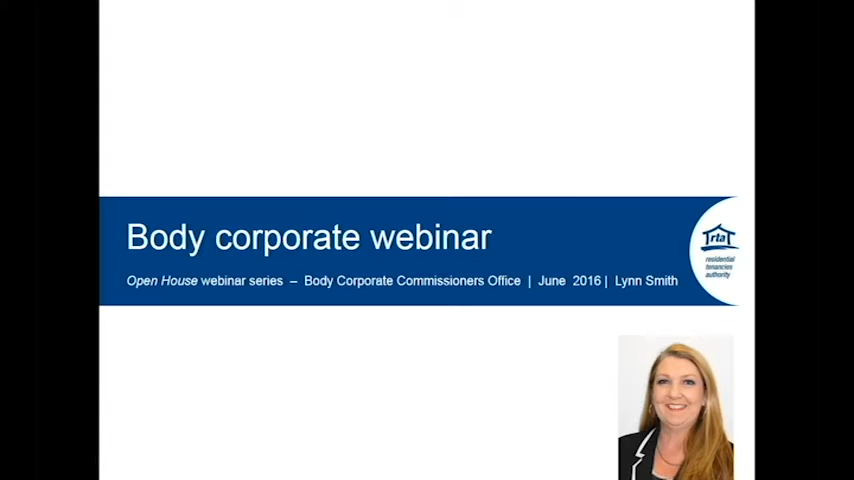 Body corporate webinar
Open House webinar series – Body Corporate Commissioners Office | June 2016 | Lynn Smith
rta
residential
tenancies
authority